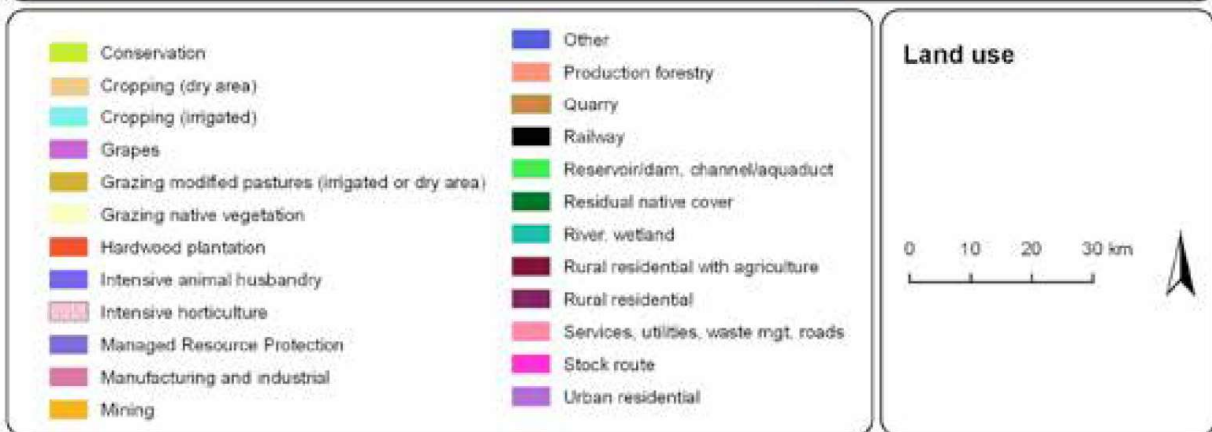 Conservation
Cropping (dry area)
Cropping (irrigated)
Grapes
Grazing modified pastures (irrigated or dry area)
Grazing native vegetation
Hardwood plantation
Intensive animal husbandry
Intensive horticulture
Managed Resource Protection
Manufacturing and industrial
Mining
Other
Production forestry
Quarry
Railway
Reservoir/dam, channel/aquaduct
Residual native cover
River, wetland
Rural residential with agriculture
Rural residential
Services, utilities, waste mgt, roads
Stock route
Urban residential
Land use
0 10 20 30 km